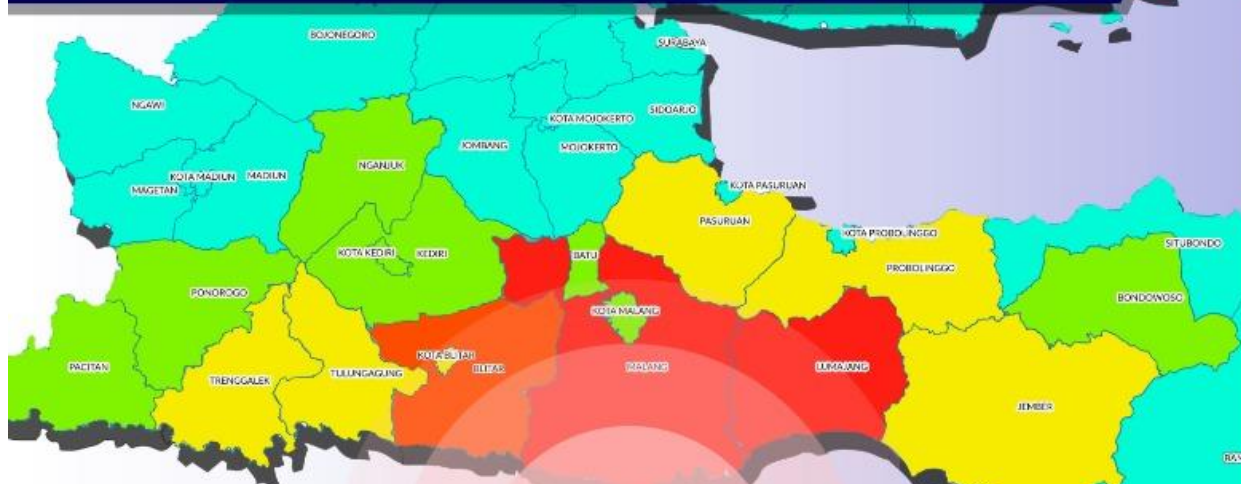 BOJONEGORO
SURABAYA
NGAWI
SIDOARJO
KOTA MOJOKERTO
JOMBANG
MOJOKERTO
NGANJUK
KOTA MADIUN
MADIUN
MAGETAN
KOTA PASURUAN
PASURUAN
KOTA PROBOLINGGO
SITUBONDO
KOTA KEDIRI
KEDIRI
BATU
PROBOLINGGO
PONOROGO
BONDOWOSO
KOTA MALANG
KOTA BLITAR
BLITAR
PACITAN
TRENGGALEK
TULUNGAGUNG
MALANG
LUMAJANG
JEMBER